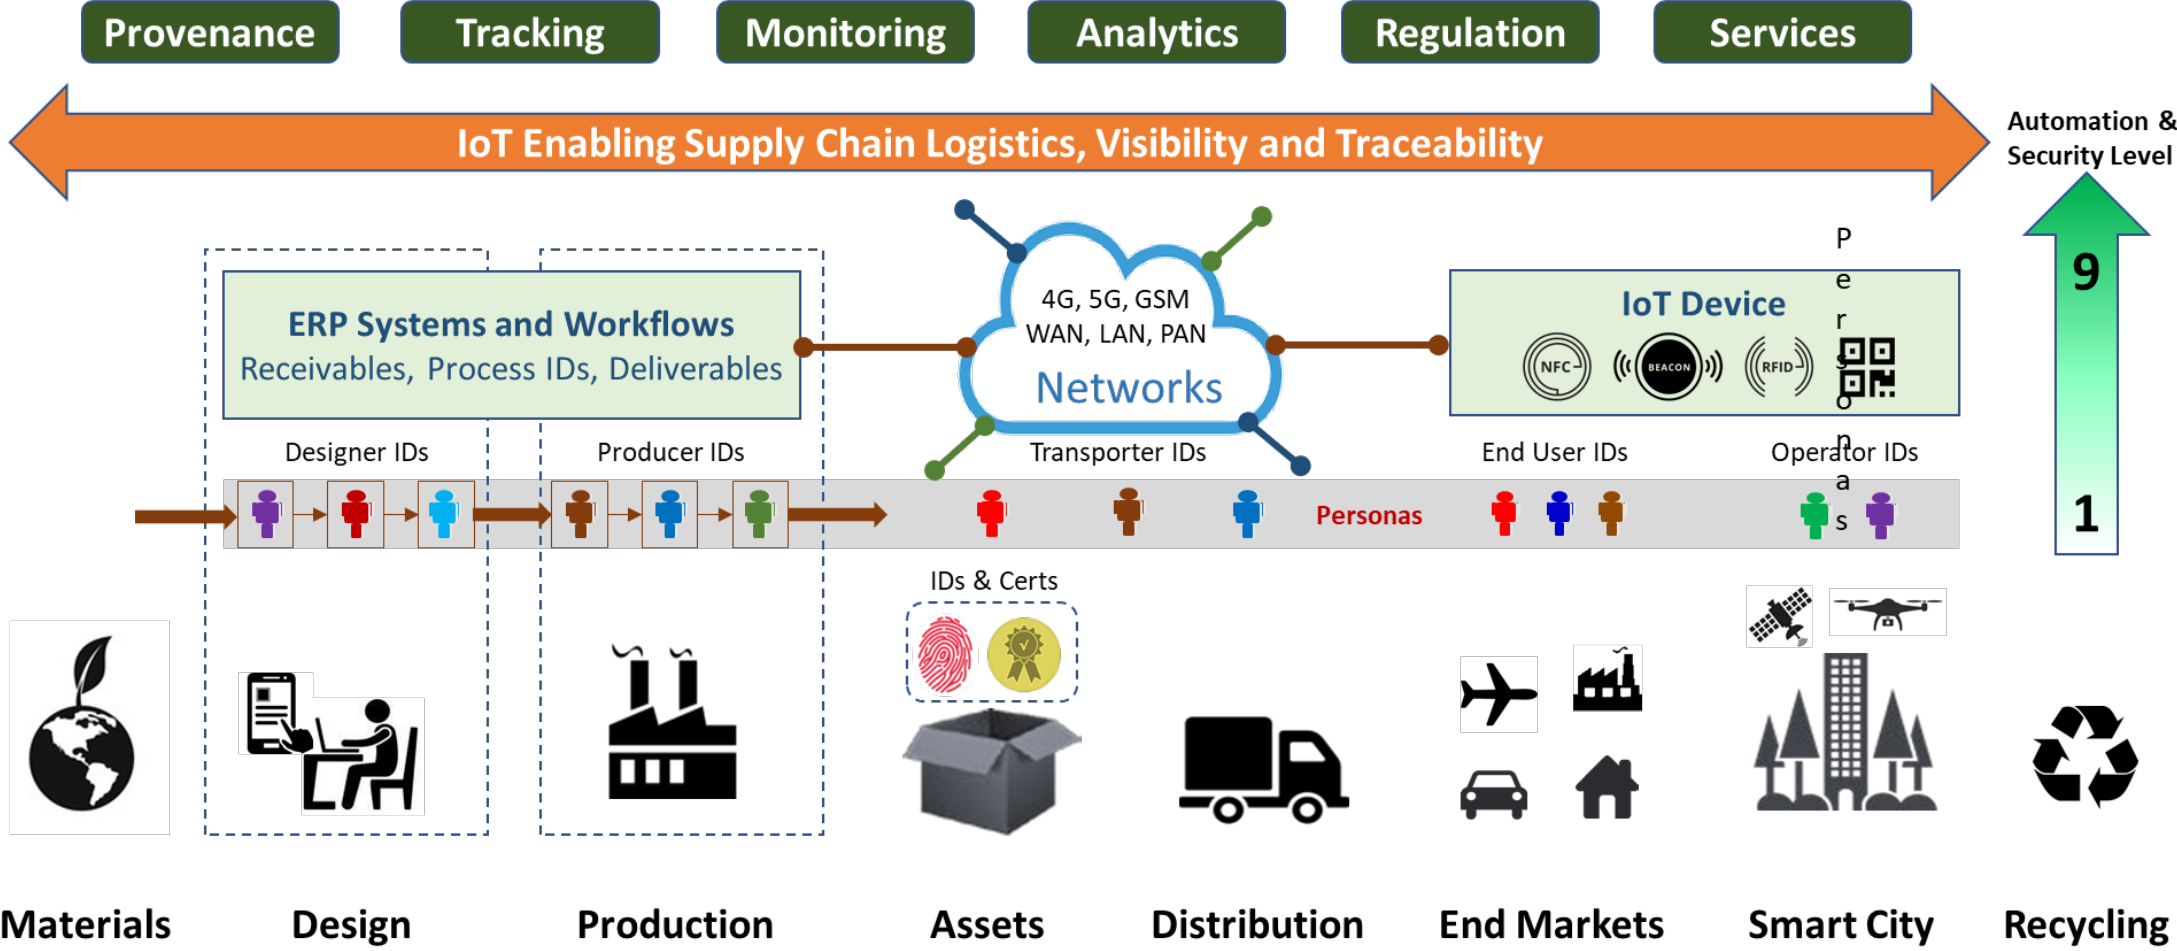 Provenance
Tracking
Monitoring
Analytics
Regulation
Services
IoT Enabling Supply Chain Logistics, Visibility and Traceability
Automation &
Security Level
9
1
ERP Systems and Workflows
Receivables, Process IDs, Deliverables
4G, 5G, GSM
WAN, LAN, PAN
Networks
IoT Device
NFC
BEACON
RFID
Personas
Designer IDs
Producer IDs
Transporter IDs
End User IDs
Operator IDs
Personas
IDs & Certs
Materials
Design
Production
Assets
Distribution
End Markets
Smart City
Recycling